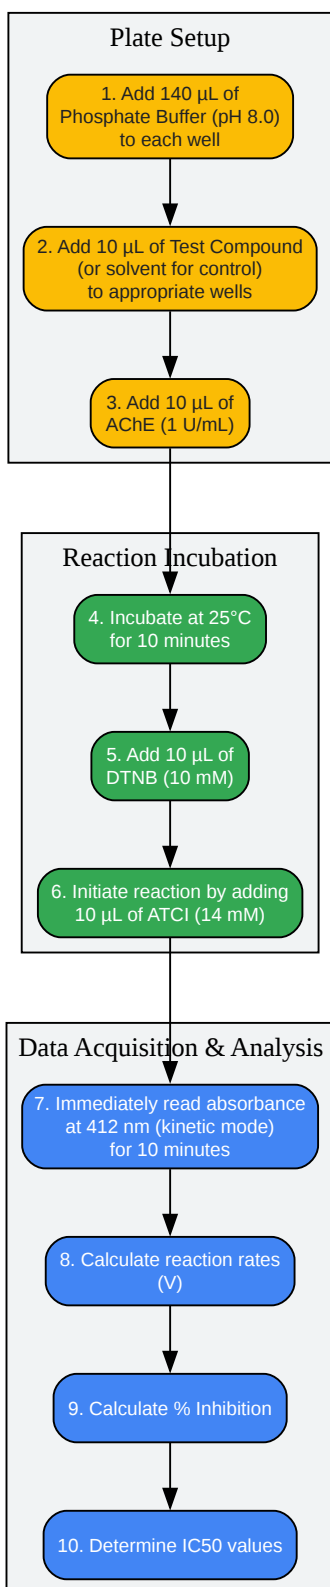 Plate Setup
1. Add 140 µL of
Phosphate Buffer (pH 8.0)
to each well
2. Add 10 µL of Test Compound
(or solvent for control)
to appropriate wells
3. Add 10 µL of
AChE (1 U/mL)
Reaction Incubation
4. Incubate at 25°C
for 10 minutes
5. Add 10 µL of
DTNB (10 mM)
6. Initiate reaction by adding
10 µL of ATCI (14 mM)
Data Acquisition & Analysis
7. Immediately read absorbance
at 412 nm (kinetic mode)
for 10 minutes
8. Calculate reaction rates
(V)
9. Calculate % Inhibition
10. Determine IC50 values